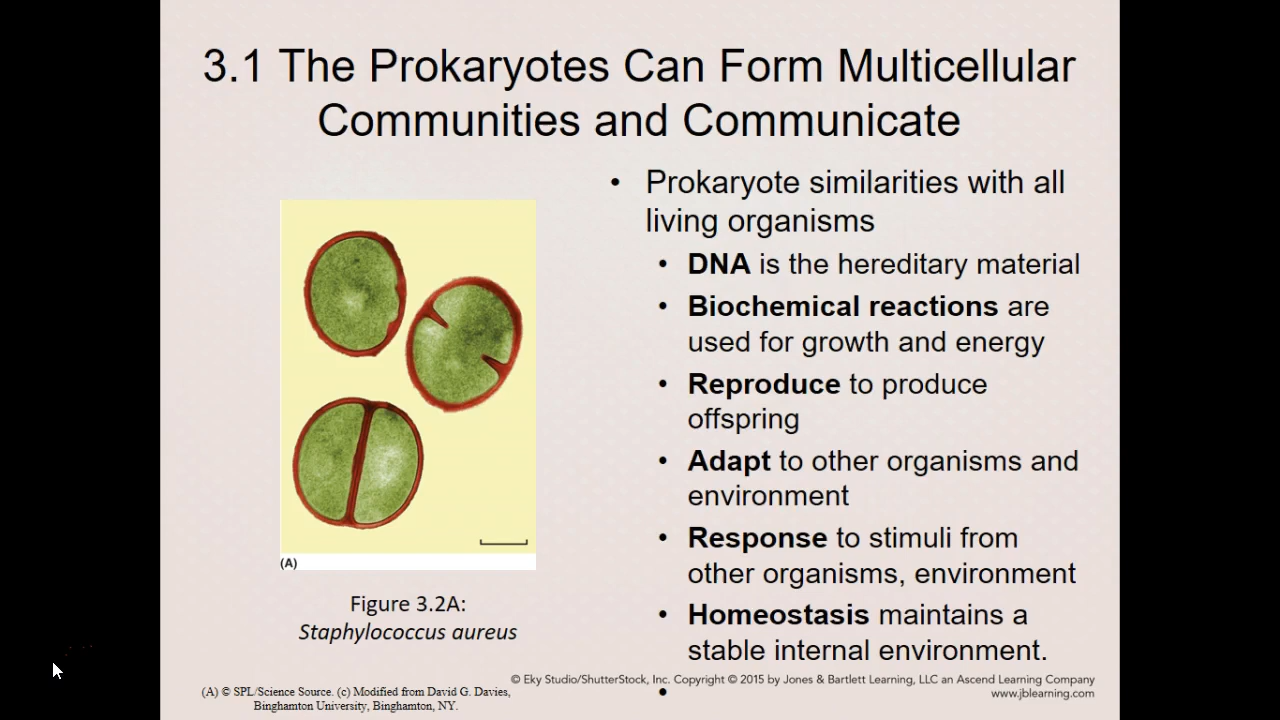 3.1 The Prokaryotes Can Form Multicellular
Communities and Communicate
• Prokaryote similarities with all
living organisms
• DNA is the hereditary material
• Biochemical reactions are
used for growth and energy
• Reproduce to produce
offspring
• Adapt to other organisms and
environment
• Response to stimuli from
other organisms, environment
• Homeostasis maintains a
stable internal environment.
•
(A)
Figure 3.2A:
Staphylococcus aureus
(A) © SPL/Science Source. (c) Modified from David G. Davies,
Binghamton University, Binghamton, NY.
© Eky Studio/ShutterStock, Inc. Copyright © 2015 by Jones & Bartlett Learning, LLC an Ascend Learning Company
www.jblearning.com